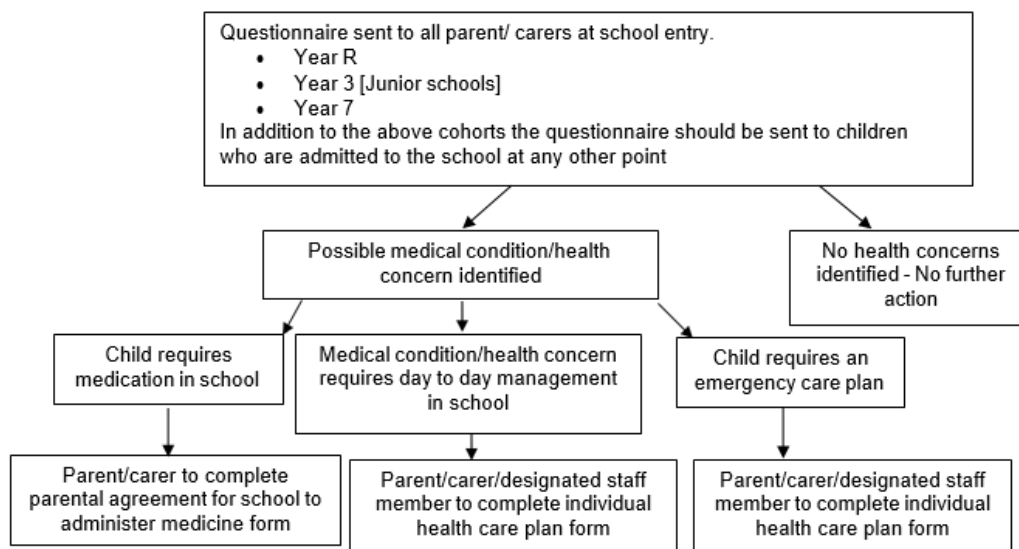 Questionnaire sent to all parent/ carers at school entry.
• Year R
• Year 3 [Junior schools]
• Year 7
In addition to the above cohorts the questionnaire should be sent to children
who are admitted to the school at any other point
Possible medical condition/health
concern identified
No health concerns
identified - No further
action
Child requires
medication in school
Medical condition/health concern
requires day to day management
in school
Child requires an
emergency care plan
Parent/carer to complete
parental agreement for school to
administer medicine form
Parent/carer/designated staff
member to complete individual
health care plan form
Parent/carer/designated staff
member to complete individual
health care plan form